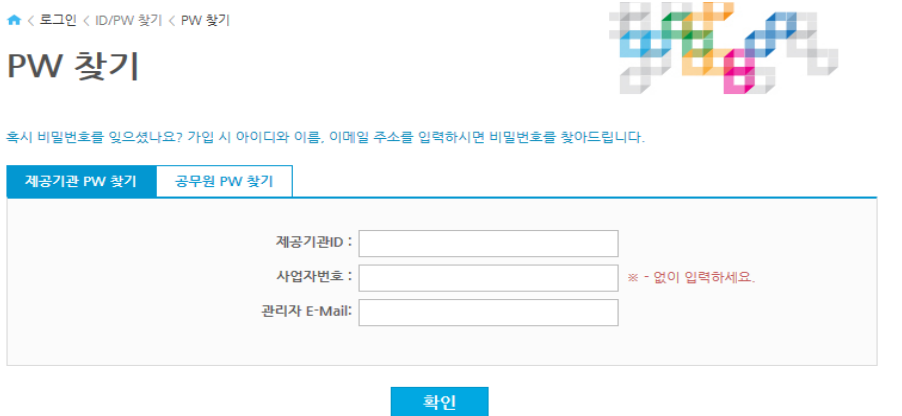 < 로그인 < ID/PW 찾기 < PW 찾기
PW 찾기
혹시 비밀번호를 잊으셨나요? 가입 시 아이디와 이름, 이메일 주소를 입력하시면 비밀번호를 찾아드립니다.
제공기관 PW 찾기 공무원 PW 찾기
제공기관ID :
사업자번호 : ※ - 없이 입력하세요.
관리자 E-Mail:
확인